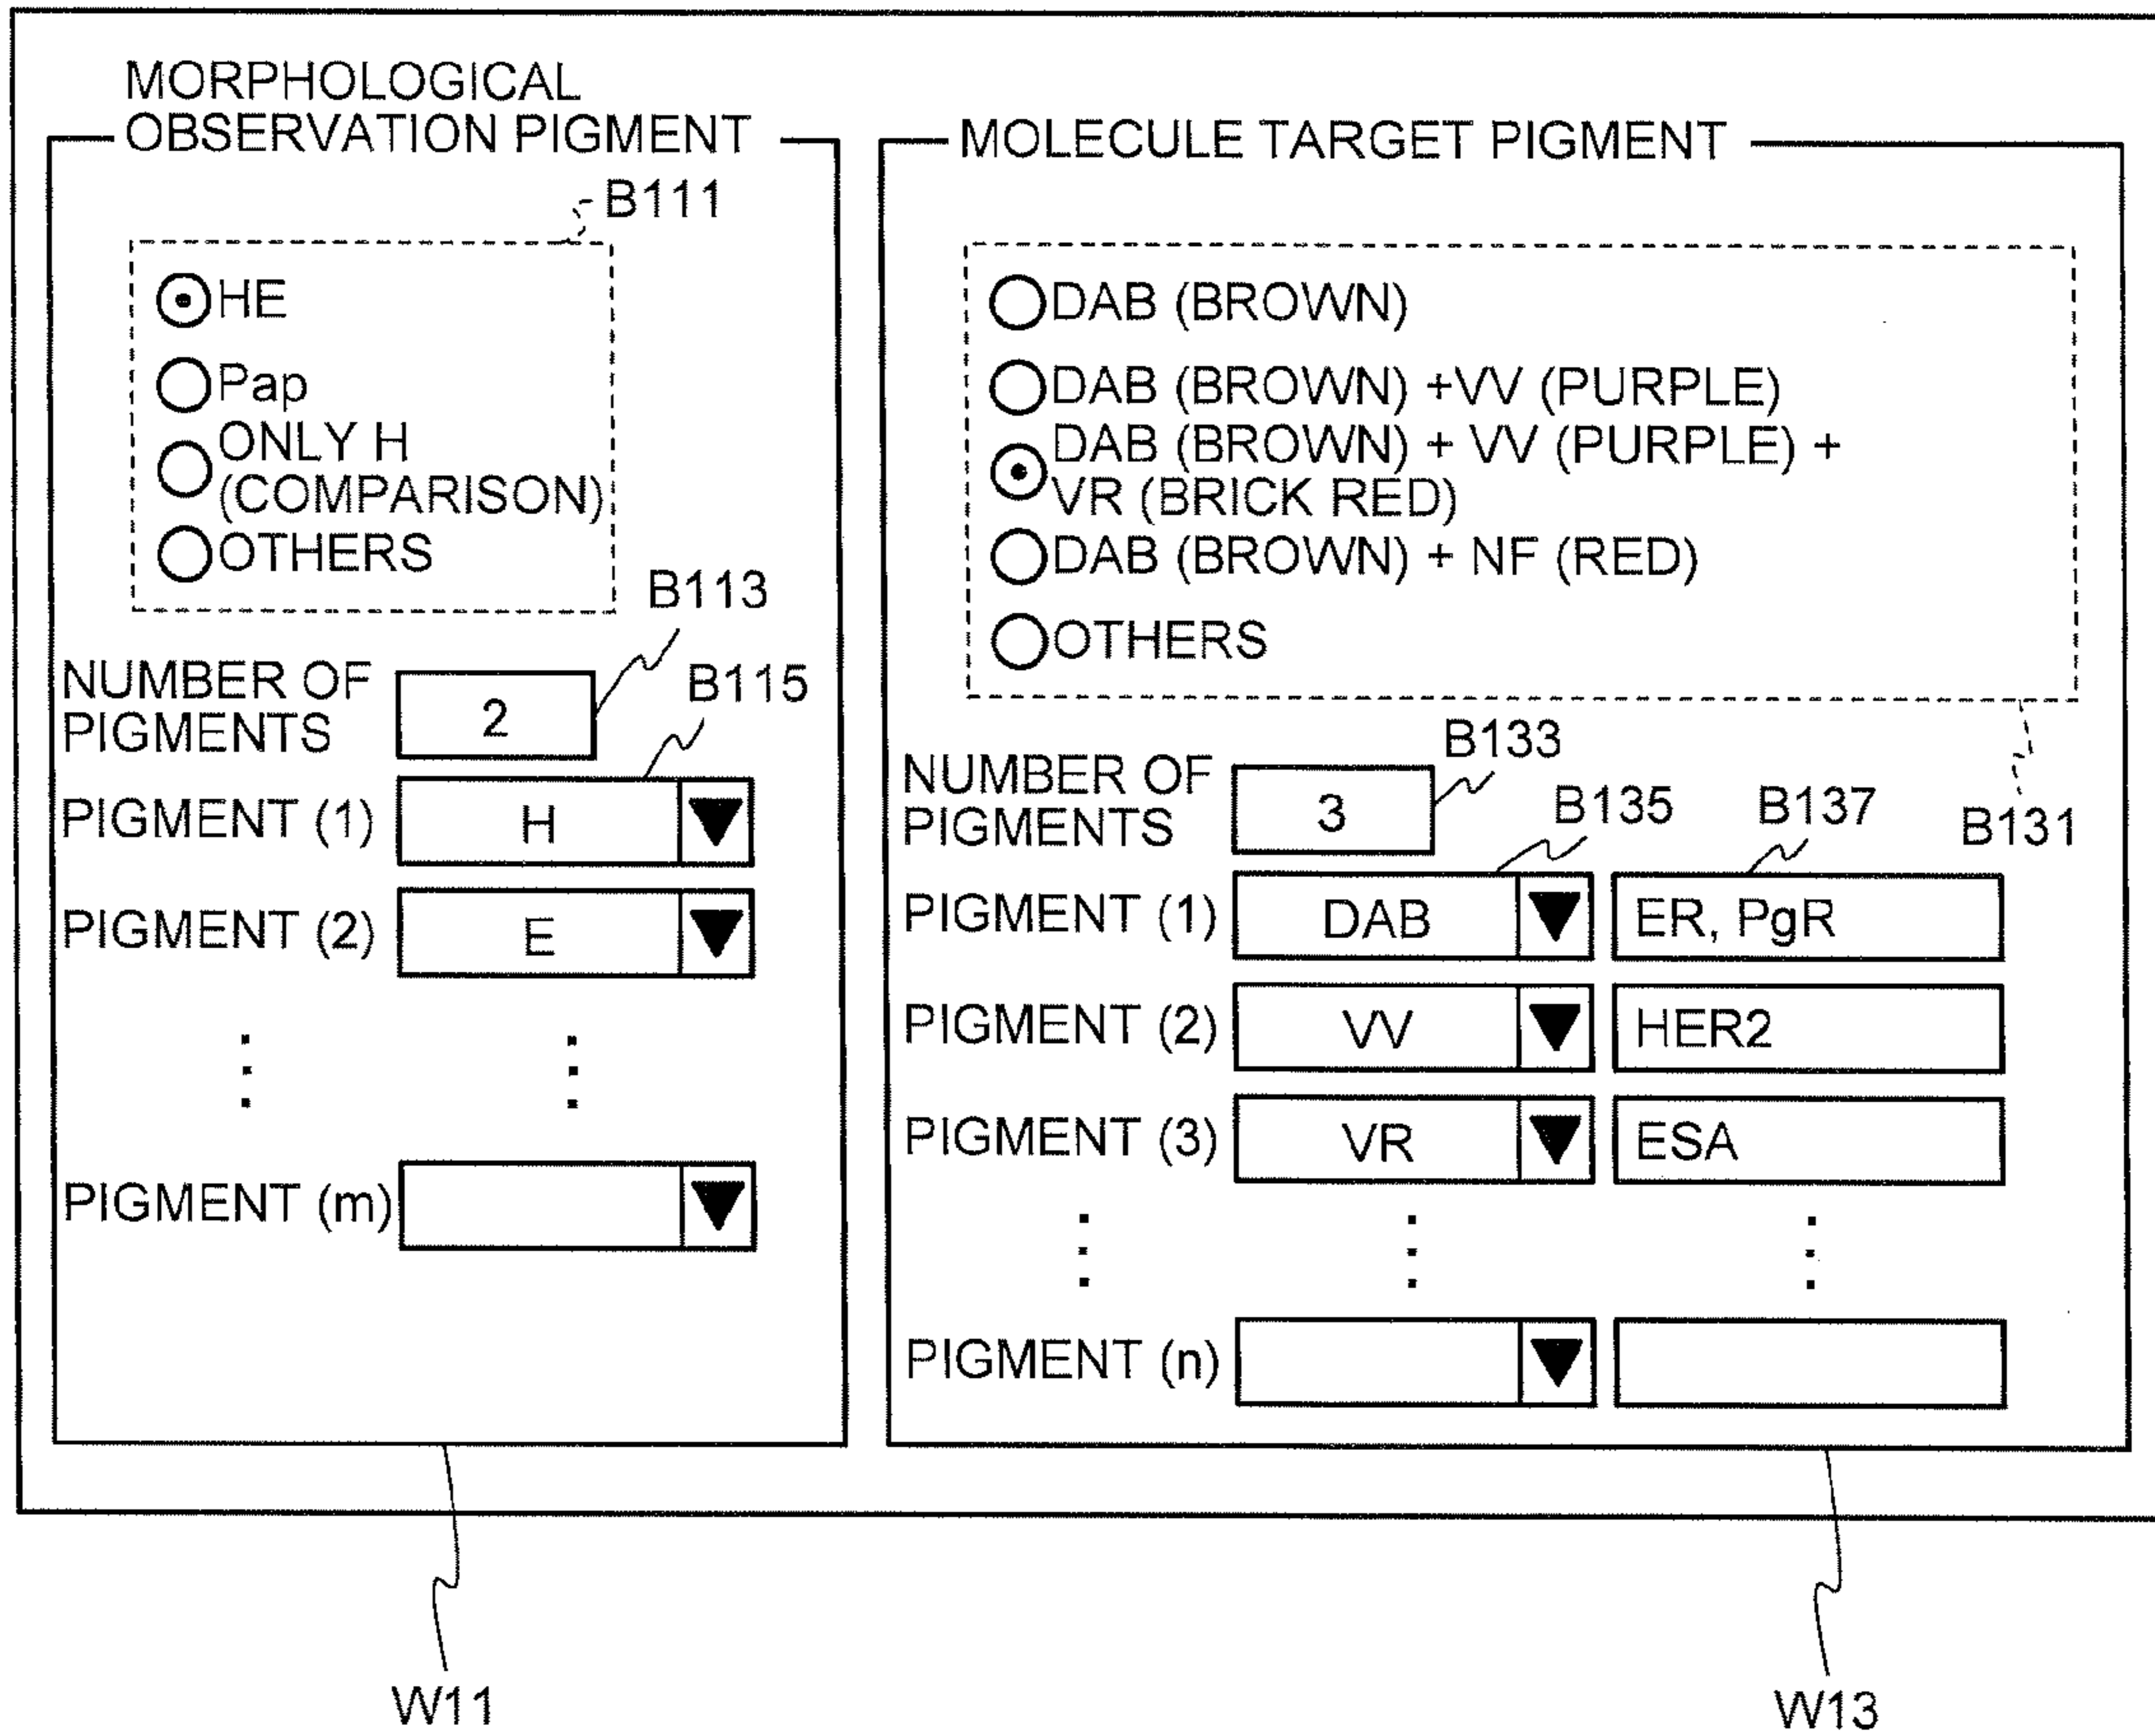 MORPHOLOGICAL
OBSERVATION PIGMENT
B111
HE
Pap
ONLY H
(COMPARISON)
OTHERS
B113
NUMBER OF
PIGMENTS
2
B115
PIGMENT (1)
H
PIGMENT (2)
E
PIGMENT (m)
W11
MOLECULE TARGET PIGMENT
DAB (BROWN)
DAB (BROWN) +VV (PURPLE)
DAB (BROWN) + VV (PURPLE) +
VR (BRICK RED)
DAB (BROWN) + NF (RED)
OTHERS
B131
B133
NUMBER OF
PIGMENTS
3
B135
B137
PIGMENT (1)
DAB
ER, PgR
PIGMENT (2)
VV
HER2
PIGMENT (3)
VR
ESA
PIGMENT (n)
W13